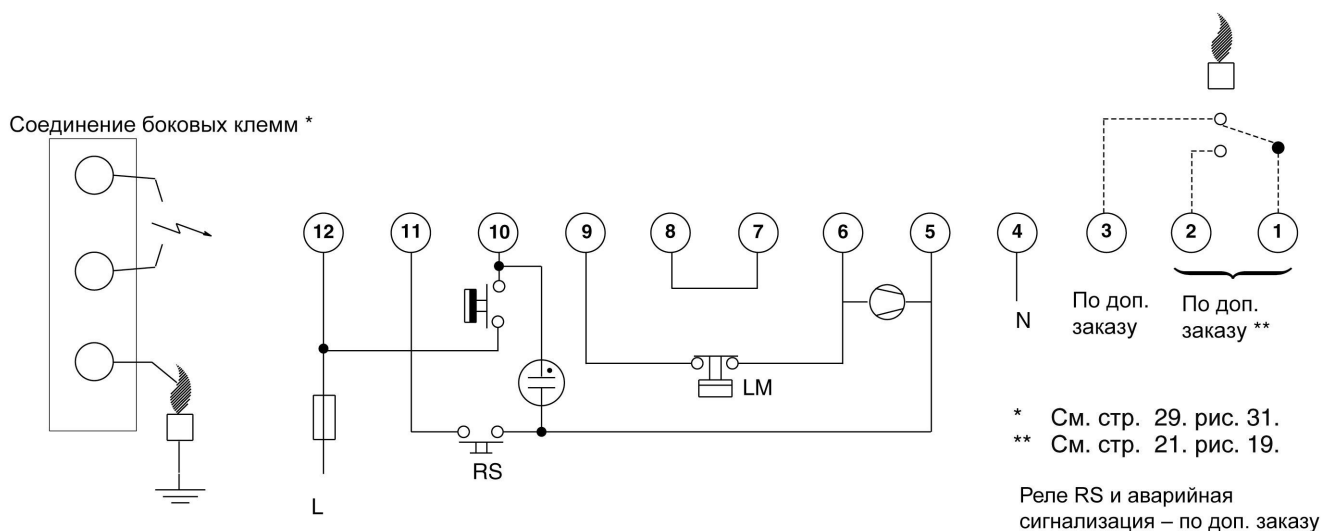 Соединение боковых клемм *
12
11
10
9
8
7
6
5
4
3
2
1
N
По доп.
заказу
По доп.
заказу **
LM
RS
L
* См. стр. 29. рис. 31.
** См. стр. 21. рис. 19.
Реле RS и аварийная
сигнализация – по доп. заказу